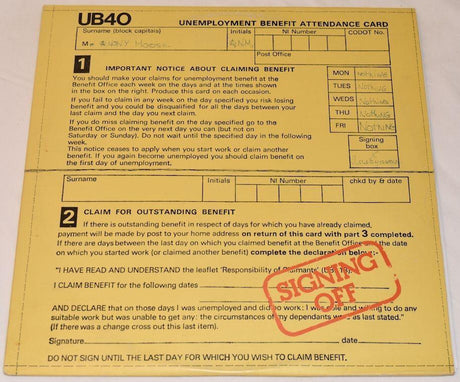 UB40 UNEMPLOYMENT BENEFIT ATTENDANCE CARD
Surname (block capitals) Initials NI Number CODOT No.
Mr
Post Office
1 IMPORTANT NOTICE ABOUT CLAIMING BENEFIT
You should make your claims for unemployment benefit at the
Benefit Office each week on the days and at the times shown
in the box on the right. Produce this card on each occasion.
If you fail to claim in any week on the day specified you risk losing
benefit and you could be disqualified for all the days between your
last claim and the day you next claim.
If you do miss claiming benefit on the day specified go to the
Benefit Office on the very next day you can (but not on
Saturday or Sunday). Do not wait until the specified day in the following
week.
This notice ceases to apply when you start work or claim another
benefit. If you again become unemployed you should claim benefit on
the first day of unemployment.
MON Nothing
TUES Nothing
WEDS Nothing
THU Nothing
FRI Nothing
Signing
box
Surname Initials NI Number chkd by & date
2 CLAIM FOR OUTSTANDING BENEFIT
If there is outstanding benefit in respect of days for which you have already claimed,
payment will be made by post to your home address on return of this card with part 3 completed.
If there are days between the last day on which you claimed benefit at the Benefit Office and the date
on which you started work (or claimed another benefit) complete the declaration below:-
"I HAVE READ AND UNDERSTAND the leaflet 'Responsibility of Claimants'
I CLAIM BENEFIT for the following dates
SIGNING
OFF
AND DECLARE that on those days I was unemployed and did no work: I was able and willing to do any
suitable work but was unable to get any: the circumstances of my dependants were as last stated."
(If there was a change cross out this last item).
Signature date
DO NOT SIGN UNTIL THE LAST DAY FOR WHICH YOU WISH TO CLAIM BENEFIT.